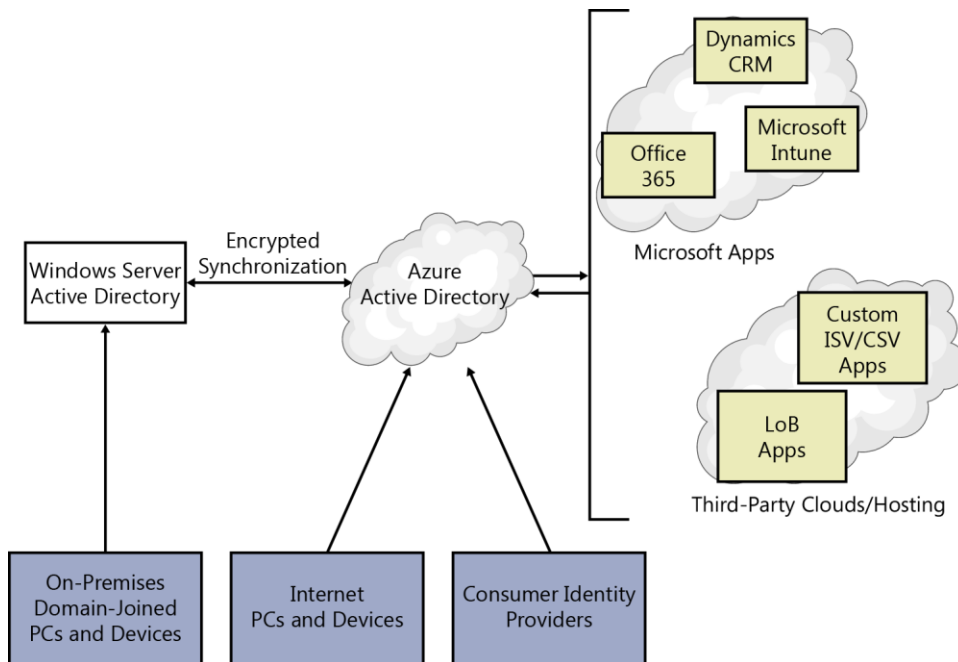 Dynamics
CRM
Microsoft
Intune
Office
365
Microsoft Apps
Encrypted
Synchronization
Windows Server
Active Directory
Azure
Active Directory
Custom
ISV/CSV
Apps
LoB
Apps
Third-Party Clouds/Hosting
On-Premises
Domain-Joined
PCs and Devices
Internet
PCs and Devices
Consumer Identity
Providers